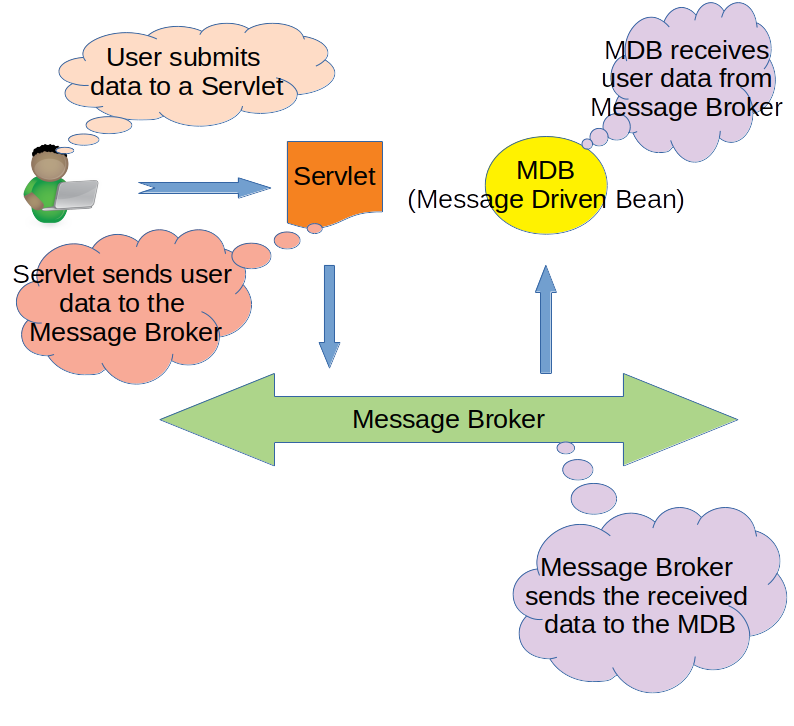 User submits
data to a Servlet
MDB receives
user data from
Message Broker
Servlet
MDB
(Message Driven Bean)
Servlet sends user
data to the
Message Broker
Message Broker
Message Broker
sends the received
data to the MDB